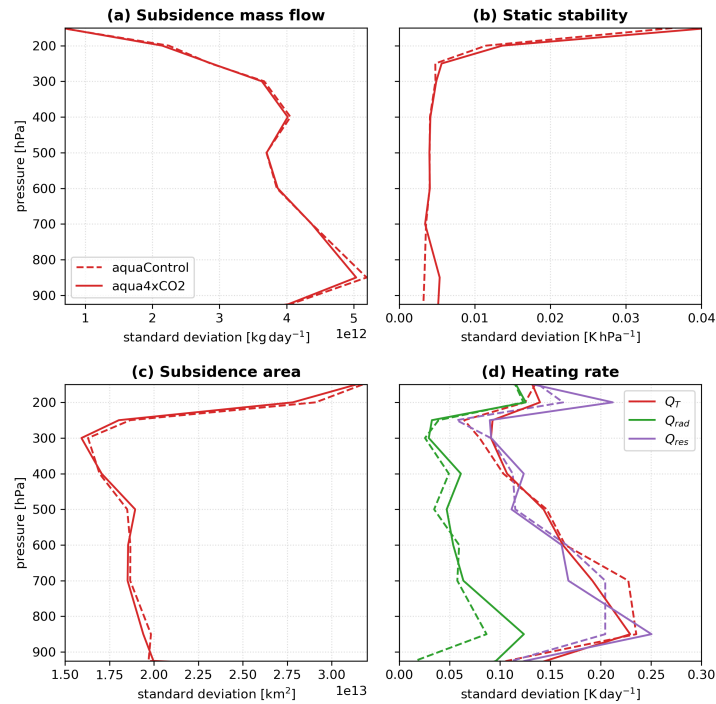 (a) Subsidence mass flow
(b) Static stability
200
300
400
500
600
700
800
900
pressure [hPa]
aquaControl
aqua4xCO2
1
2
3
4
5
1e12
standard deviation [kg day⁻¹]
0.00
0.01
0.02
0.03
0.04
standard deviation [K hPa⁻¹]
(c) Subsidence area
(d) Heating rate
200
300
400
500
600
700
800
900
pressure [hPa]
Q_T
Q_rad
Q_res
1.50
1.75
2.00
2.25
2.50
2.75
3.00
1e13
standard deviation [km²]
0.00
0.05
0.10
0.15
0.20
0.25
0.30
standard deviation [K day⁻¹]